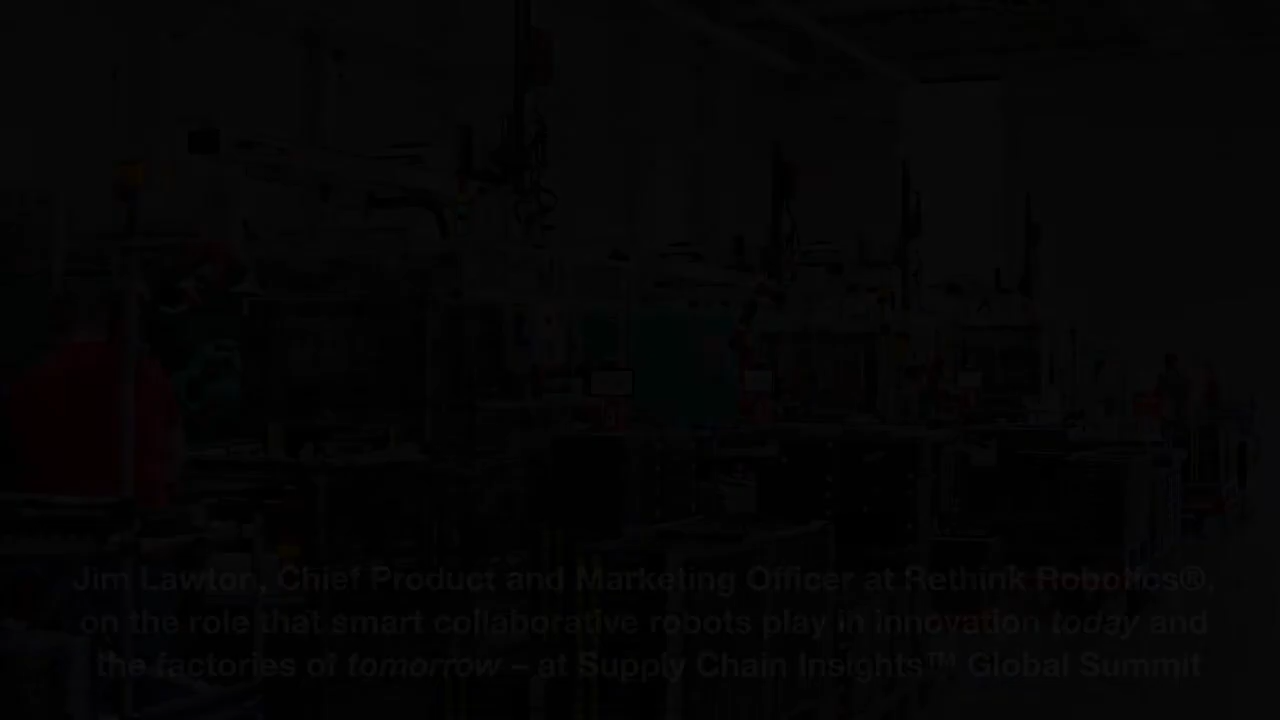 Jim Lawton, Chief Product and Marketing Officer at Rethink Robotics®,
on the role that smart collaborative robots play in innovation today and
the factories of tomorrow – at Supply Chain Insights™ Global Summit